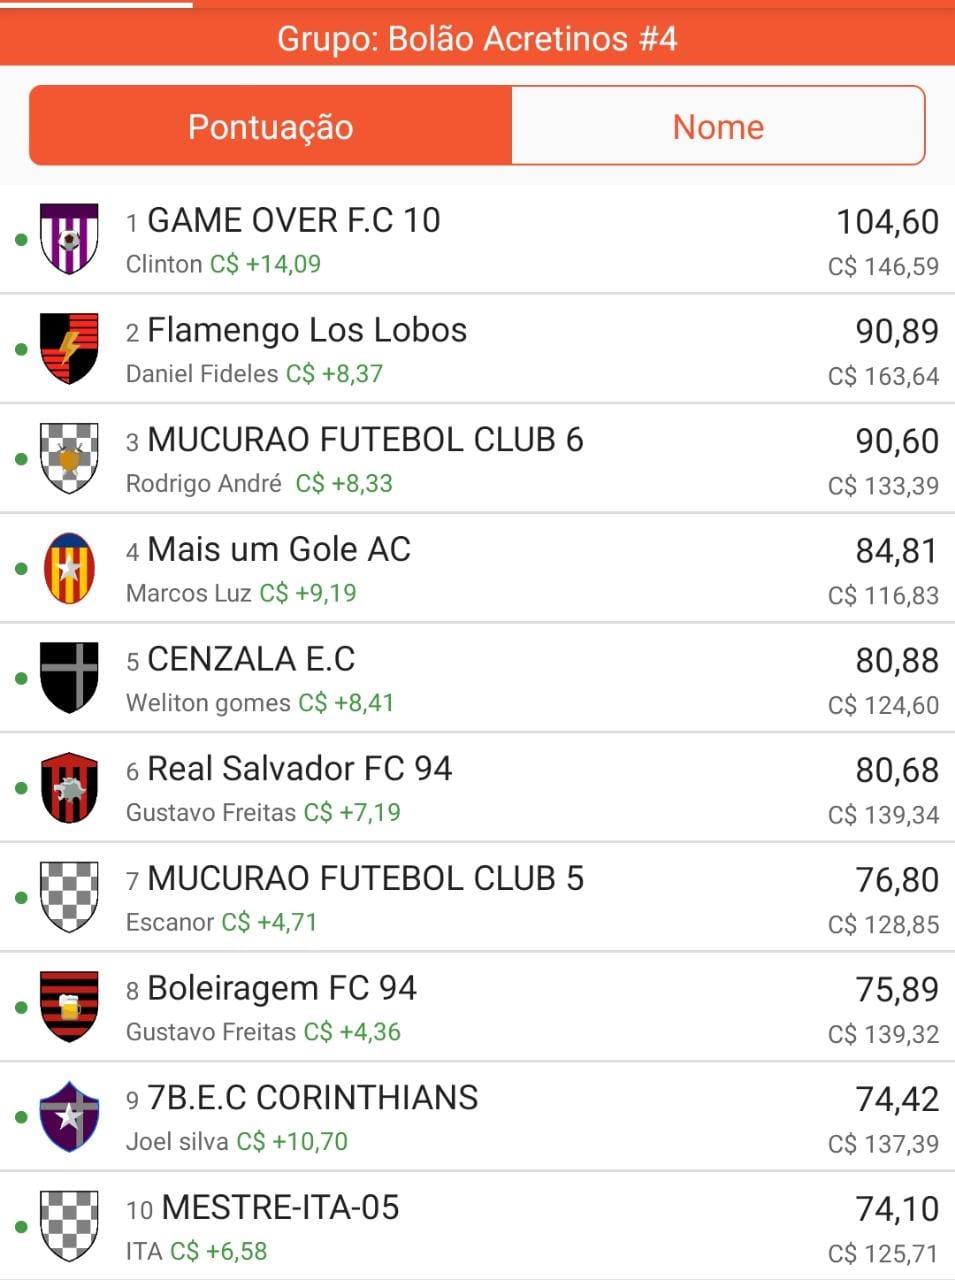 Grupo: Bolão Acretinos #4
Pontuação
Nome
1 GAME OVER F.C 10
104,60
Clinton C$ +14,09
C$ 146,59
2 Flamengo Los Lobos
90,89
Daniel Fideles C$ +8,37
C$ 163,64
3 MUCURAO FUTEBOL CLUB 6
90,60
Rodrigo André C$ +8,33
C$ 133,39
4 Mais um Gole AC
84,81
Marcos Luz C$ +9,19
C$ 116,83
5 CENZALA E.C
80,88
Weliton gomes C$ +8,41
C$ 124,60
6 Real Salvador FC 94
80,68
Gustavo Freitas C$ +7,19
C$ 139,34
7 MUCURAO FUTEBOL CLUB 5
76,80
Escanor C$ +4,71
C$ 128,85
8 Boleiragem FC 94
75,89
Gustavo Freitas C$ +4,36
C$ 139,32
9 7B.E.C CORINTHIANS
74,42
Joel silva C$ +10,70
C$ 137,39
10 MESTRE-ITA-05
74,10
ITA C$ +6,58
C$ 125,71